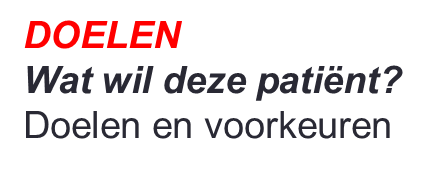 DOELEN
Wat wil deze patiënt?
Doelen en voorkeuren